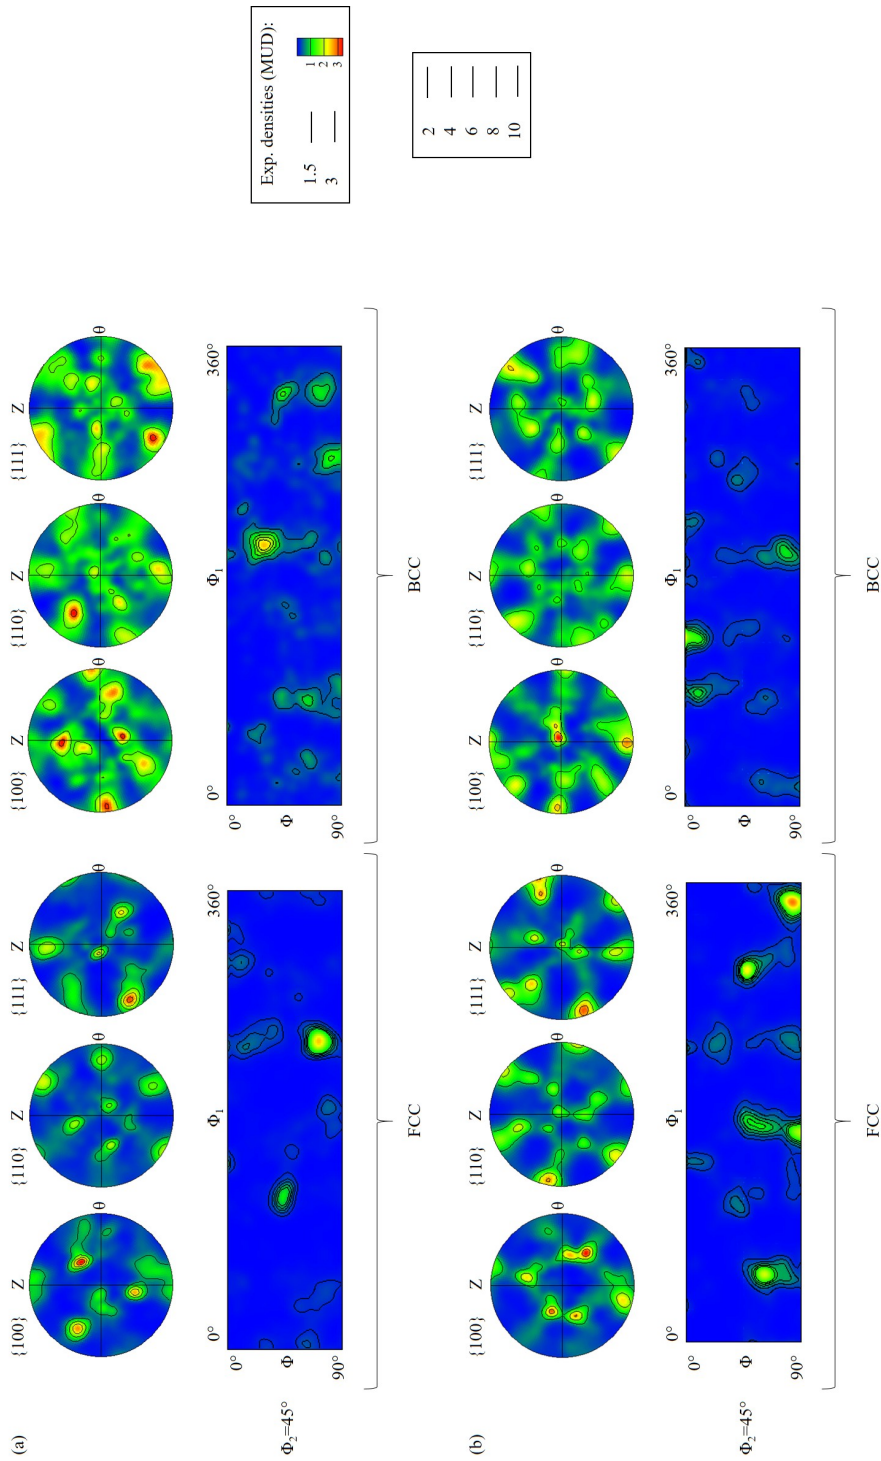 (a)
{100} Z {110} Z {111} Z {100} Z {110} Z {111} Z
θ θ θ θ θ θ
0° Φ₁ 360° 0° Φ₁ 360°
0° 0°
Φ₂=45° Φ Φ
90° 90°
FCC BCC
Exp. densities (MUD):
1.5
3
1
2
3
(b)
{100} Z {110} Z {111} Z {100} Z {110} Z {111} Z
θ θ θ θ θ θ
0° Φ₁ 360° 0° Φ₁ 360°
0° 0°
Φ₂=45° Φ Φ
90° 90°
FCC BCC
2
4
6
8
10